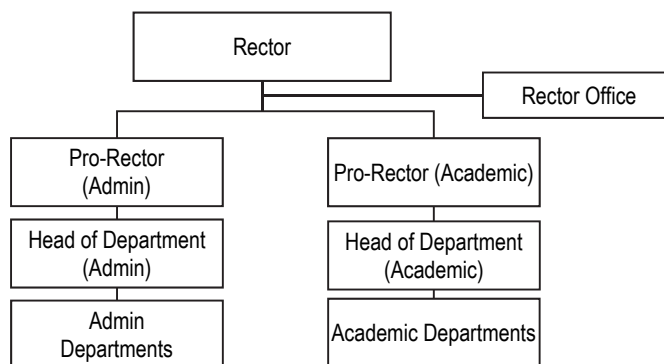 Rector
Rector Office
Pro-Rector
(Admin)
Pro-Rector (Academic)
Head of Department
(Admin)
Head of Department
(Academic)
Admin
Departments
Academic Departments